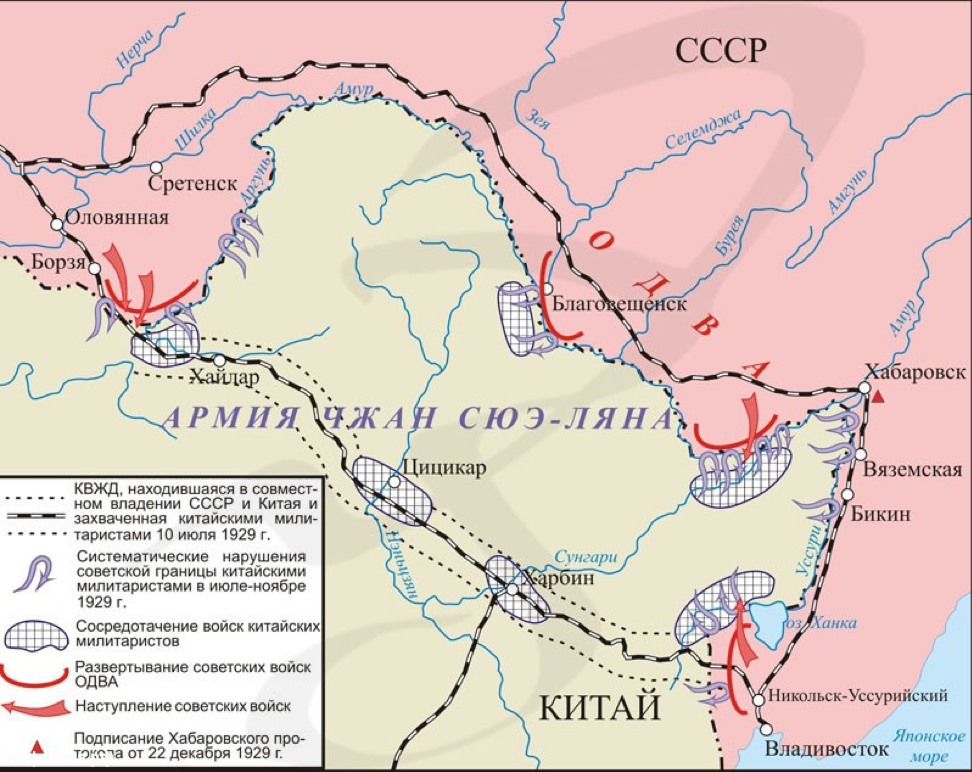 СССР
Нерча
Амур
Шилка
Зея
Селемджа
Сретенск
Аргунь
Амгунь
Оловянная
Бурея
Борзя
О Д В А
Благовещенск
Амур
Хайлар
Хабаровск
АРМИЯ ЧЖАН СЮЭ-ЛЯНА
Цицикар
Вяземская
Бикин
Нэньцзян
Сунгари
Уссури
Харбин
оз. Ханка
КИТАЙ
Никольск-Уссурийский
Владивосток
Японское
море
КВЖД, находившаяся в совмест-
ном владении СССР и Китая и
захваченная китайскими мили-
таристами 10 июля 1929 г.
Систематические нарушения
советской границы китайскими
милитаристами в июле-ноябре
1929 г.
Сосредотачение войск китайских
милитаристов
Развертывание советских войск
ОДВА
Наступление советских войск
Подписание Хабаровского про-
токола от 22 декабря 1929 г.